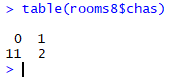 > table(rooms8$chas)
0 1
11 2
>